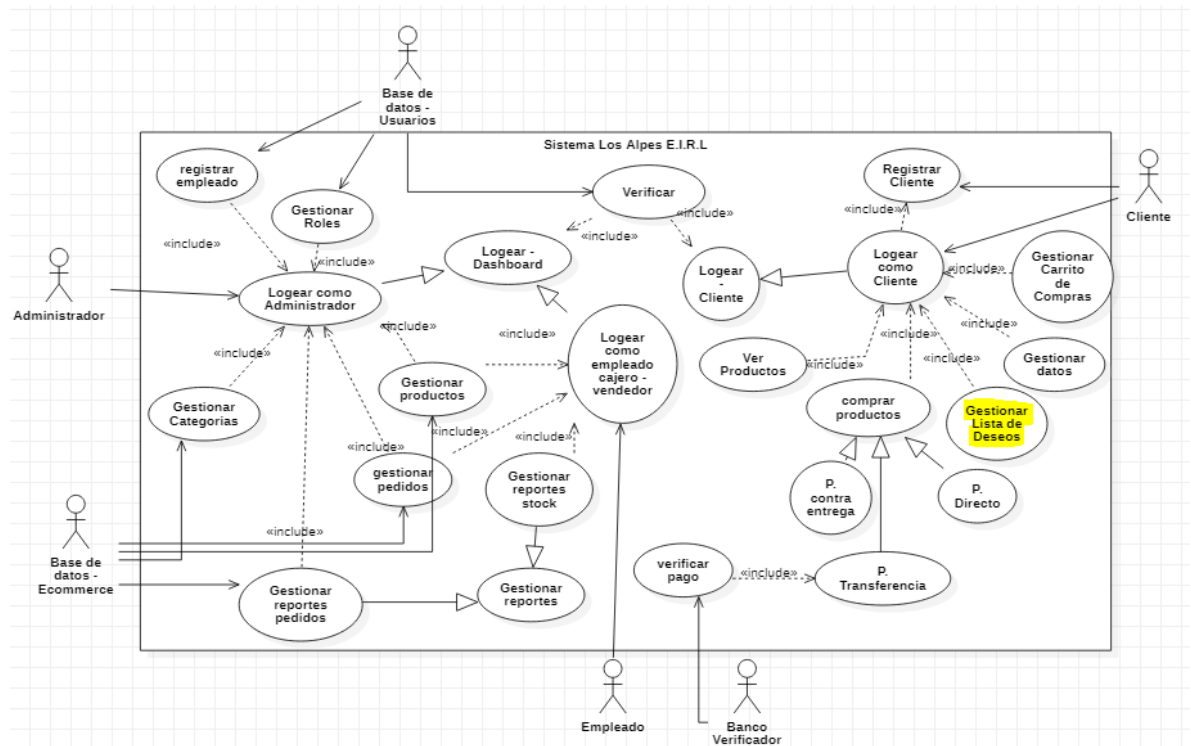 Base de
datos -
Usuarios
Sistema Los Alpes E.I.R.L
registrar
empleado
Gestionar
Roles
Verificar
Registrar
Cliente
Cliente
«include»
«include»
«include»
«include»
«include»
Logear -
Dashboard
Logear
-
Cliente
Logear
como
Cliente
«include»
Gestionar
Carrito
de
Compras
Administrador
Logear como
Administrador
«include»
«include»
«include»
«include»
«include»
«include»
Logear
como
empleado
cajero -
vendedor
Ver
Productos
«include»
«include»
Gestionar
datos
Gestionar
Categorias
Gestionar
productos
comprar
productos
Gestionar
Lista de
Deseos
«include»
«include»
«include»
gestionar
pedidos
Gestionar
reportes
stock
P.
contra
entrega
P.
Directo
«include»
Base de
datos -
Ecommerce
Gestionar
reportes
pedidos
Gestionar
reportes
verificar
pago
«include»
P.
Transferencia
Empleado
Banco
Verificador